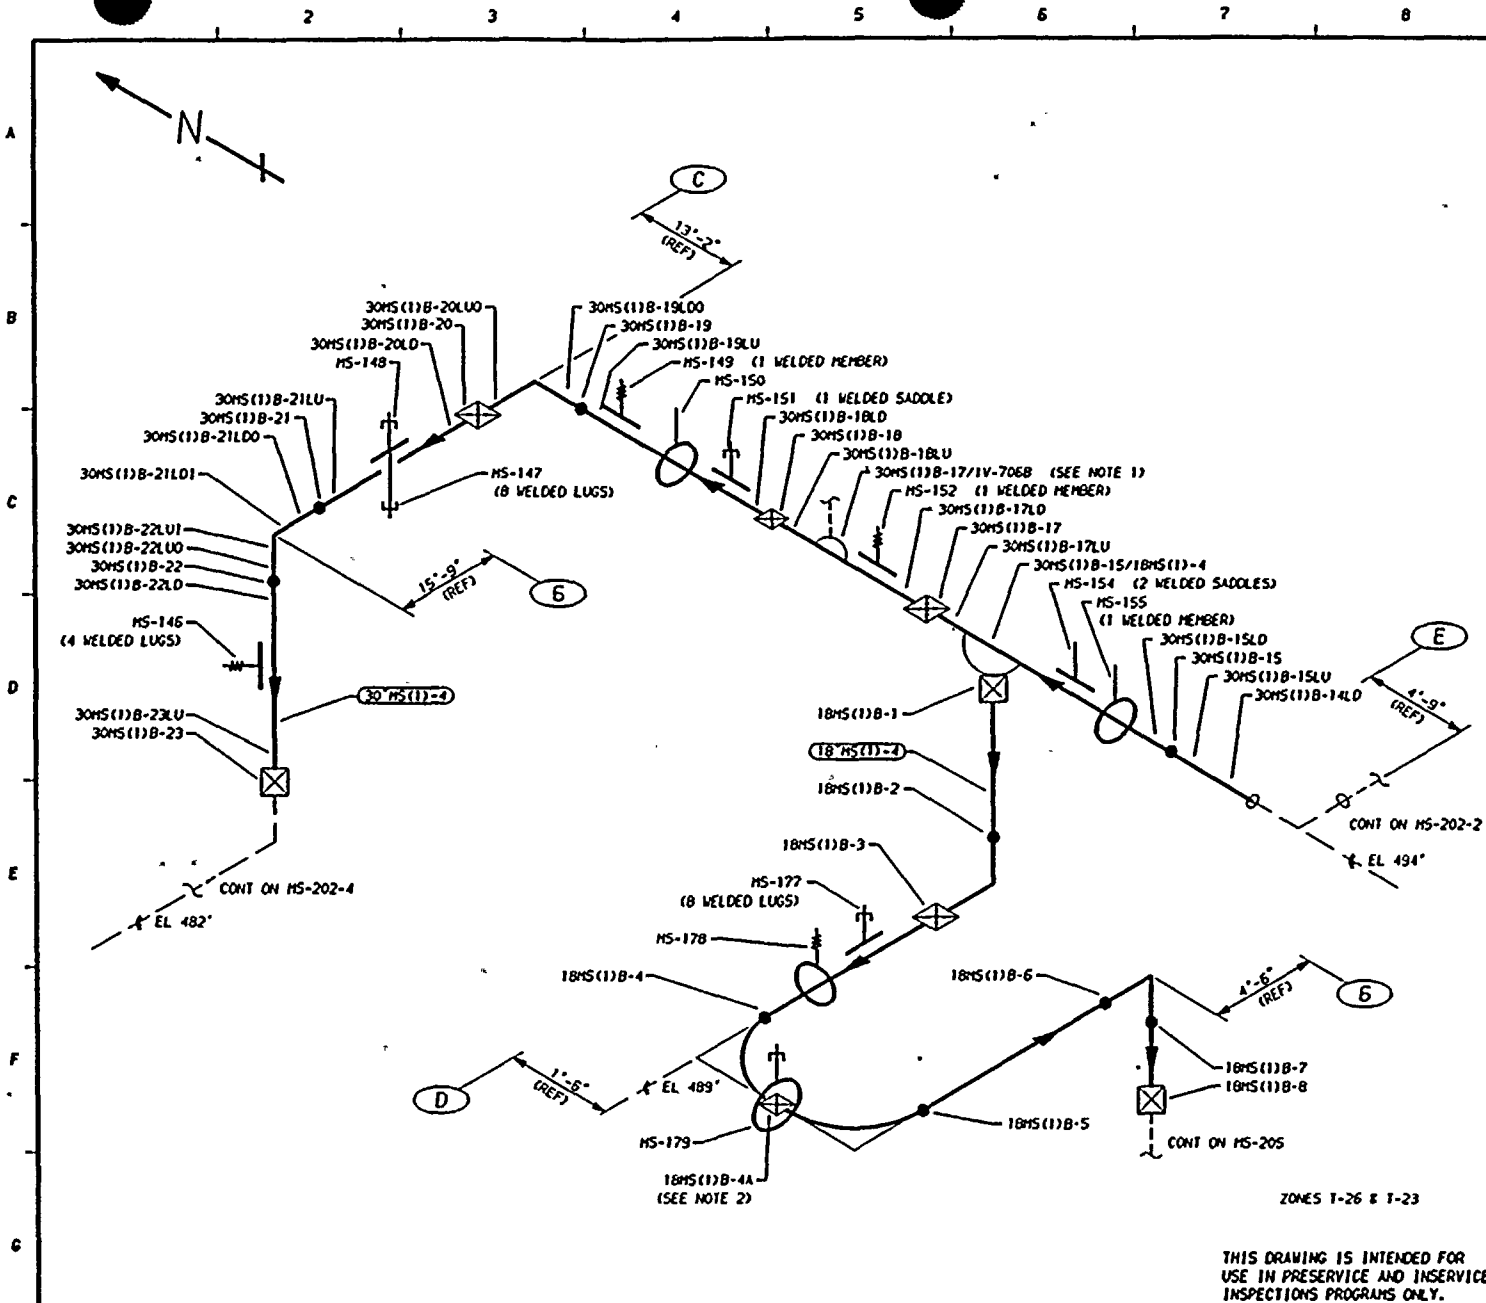 2 3 4 5 6 7 8
A
N
C
13'-2"
(REF)
B
30MS(1)B-20LUO
30MS(1)B-20
30MS(1)B-20LD
MS-148
30MS(1)B-19LDO
30MS(1)B-19
30MS(1)B-19LU
MS-149 (1 WELDED MEMBER)
MS-150
MS-151 (1 WELDED SADDLE)
30MS(1)B-18LD
30MS(1)B-18
30MS(1)B-18LU
30MS(1)B-17/1V-706B (SEE NOTE 1)
MS-152 (1 WELDED MEMBER)
30MS(1)B-17LD
30MS(1)B-17
30MS(1)B-17LU
30MS(1)B-15/18MS(1)-4
MS-154 (2 WELDED SADDLES)
MS-155
(1 WELDED MEMBER)
30MS(1)B-15LD
30MS(1)B-15
30MS(1)B-15LU
30MS(1)B-14LD
30MS(1)B-21LU
30MS(1)B-21
30MS(1)B-21LDO
30MS(1)B-21LDI
C
MS-147
(8 WELDED LUGS)
30MS(1)B-22LUI
30MS(1)B-22LUO
30MS(1)B-22
30MS(1)B-22LD
15'-9"
(REF)
6
MS-146
(4 WELDED LUGS)
E
4'-9"
(REF)
D
30"MS(1)-4
30MS(1)B-23LU
30MS(1)B-23
18MS(1)B-1
18"MS(1)-4
18MS(1)B-2
CONT ON MS-202-2
EL 494'
18MS(1)B-3
E
CONT ON MS-202-4
EL 482'
MS-177
(8 WELDED LUGS)
MS-178
18MS(1)B-4
18MS(1)B-6
4'-6"
(REF)
6
F
1'-6"
(REF)
D
EL 489'
18MS(1)B-7
18MS(1)B-8
18MS(1)B-5
MS-179
CONT ON MS-205
18MS(1)B-4A
(SEE NOTE 2)
ZONES T-26 & T-23
G
THIS DRAWING IS INTENDED FOR
USE IN PRESERVICE AND INSERVICE
INSPECTIONS PROGRAMS ONLY.